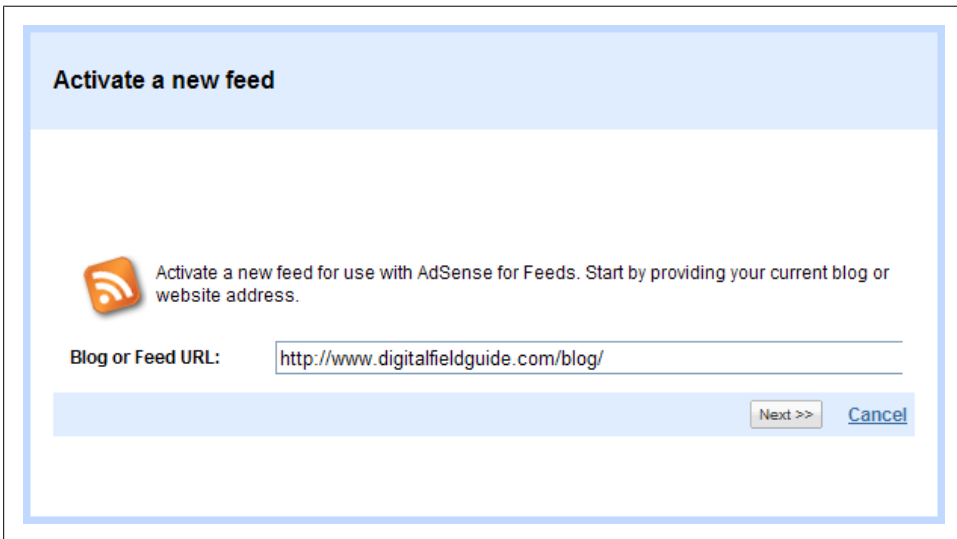 Activate a new feed
Activate a new feed for use with AdSense for Feeds. Start by providing your current blog or
website address.
Blog or Feed URL: http://www.digitalfieldguide.com/blog/
Next >> Cancel